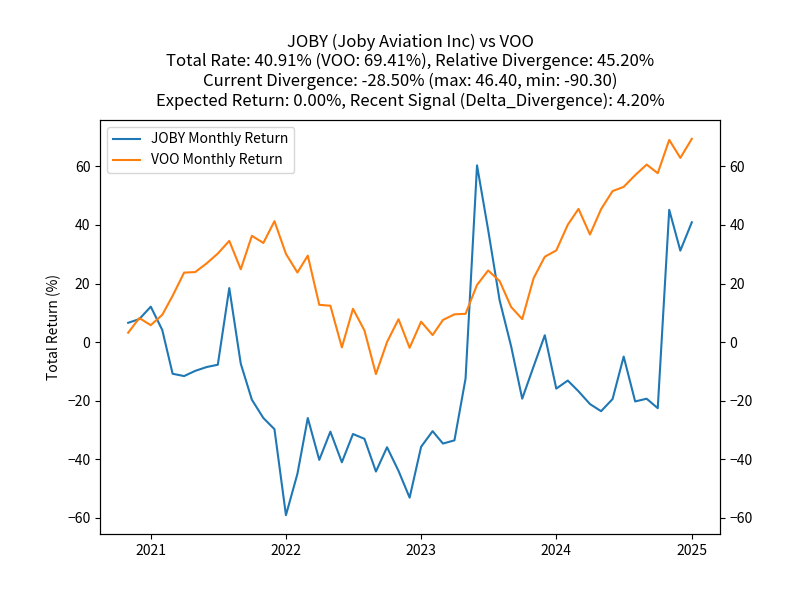 JOBY (Joby Aviation Inc) vs VOO
Total Rate: 40.91% (VOO: 69.41%), Relative Divergence: 45.20%
Current Divergence: -28.50% (max: 46.40, min: -90.30)
Expected Return: 0.00%, Recent Signal (Delta_Divergence): 4.20%
JOBY Monthly Return
VOO Monthly Return
60 60
40 40
20 20
0 0
−20 −20
−40 −40
−60 −60
Total Return (%)
2021 2022 2023 2024 2025